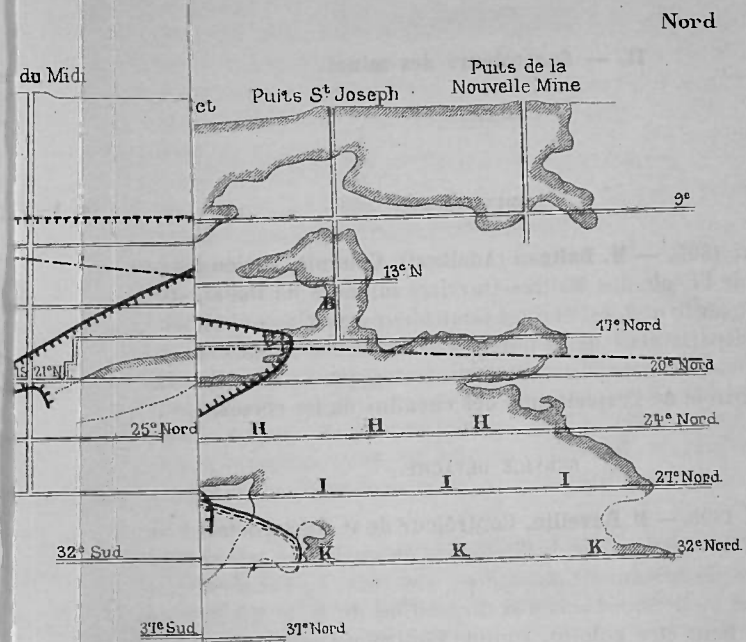 Nord
du Midi
et
Puits St Joseph
Puits de la
Nouvelle Mine
9e
13e N
B
17e Nord
21e N
20e Nord
25e Nord
H H H
24e Nord
I I I
27e Nord
32e Sud
K K K
32e Nord
37e Sud
37e Nord